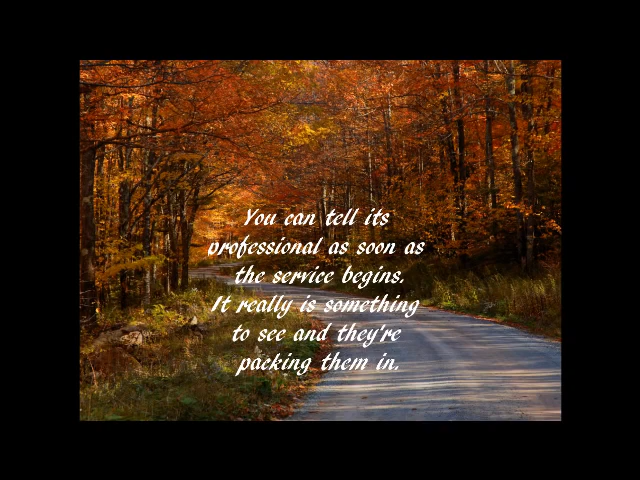 You can tell its
professional as soon as
the service begins.
It really is something
to see and they're
packing them in.